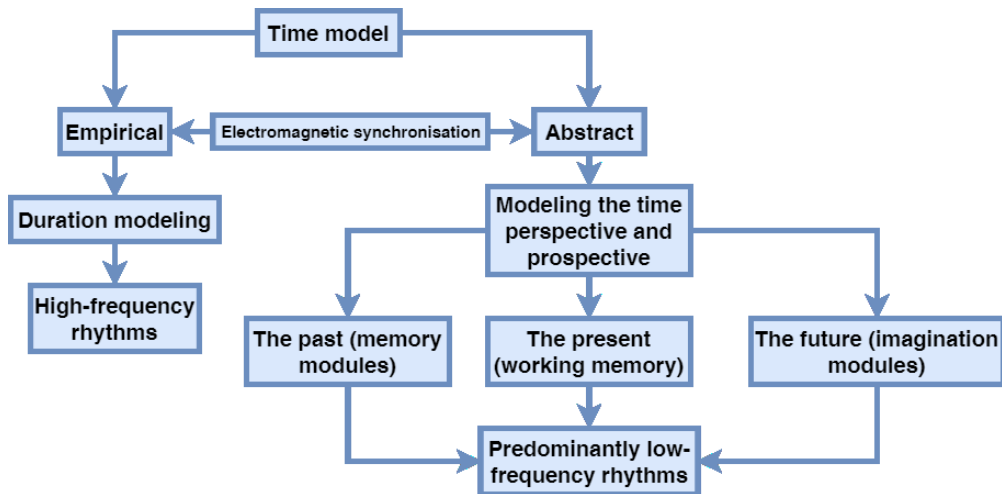 Time model
Empirical
Electromagnetic synchronisation
Abstract
Duration modeling
Modeling the time
perspective and
prospective
High-frequency
rhythms
The past (memory
modules)
The present
(working memory)
The future (imagination
modules)
Predominantly low-
frequency rhythms